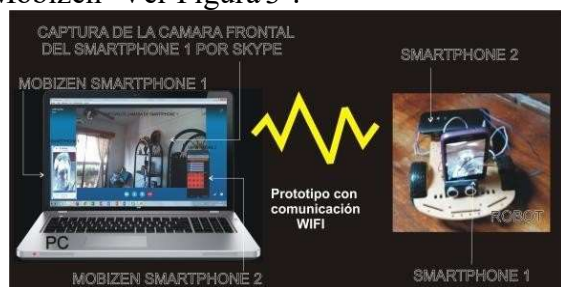 Mobizen "Ver Figura 3".
CAPTURA DE LA CAMARA FRONTAL
DEL SMARTPHONE 1 POR SKYPE
MOBIZEN SMARTPHONE 1
SMARTPHONE 2
Prototipo con
comunicación
WIFI
ROBOT
PC
MOBIZEN SMARTPHONE 2
SMARTPHONE 1